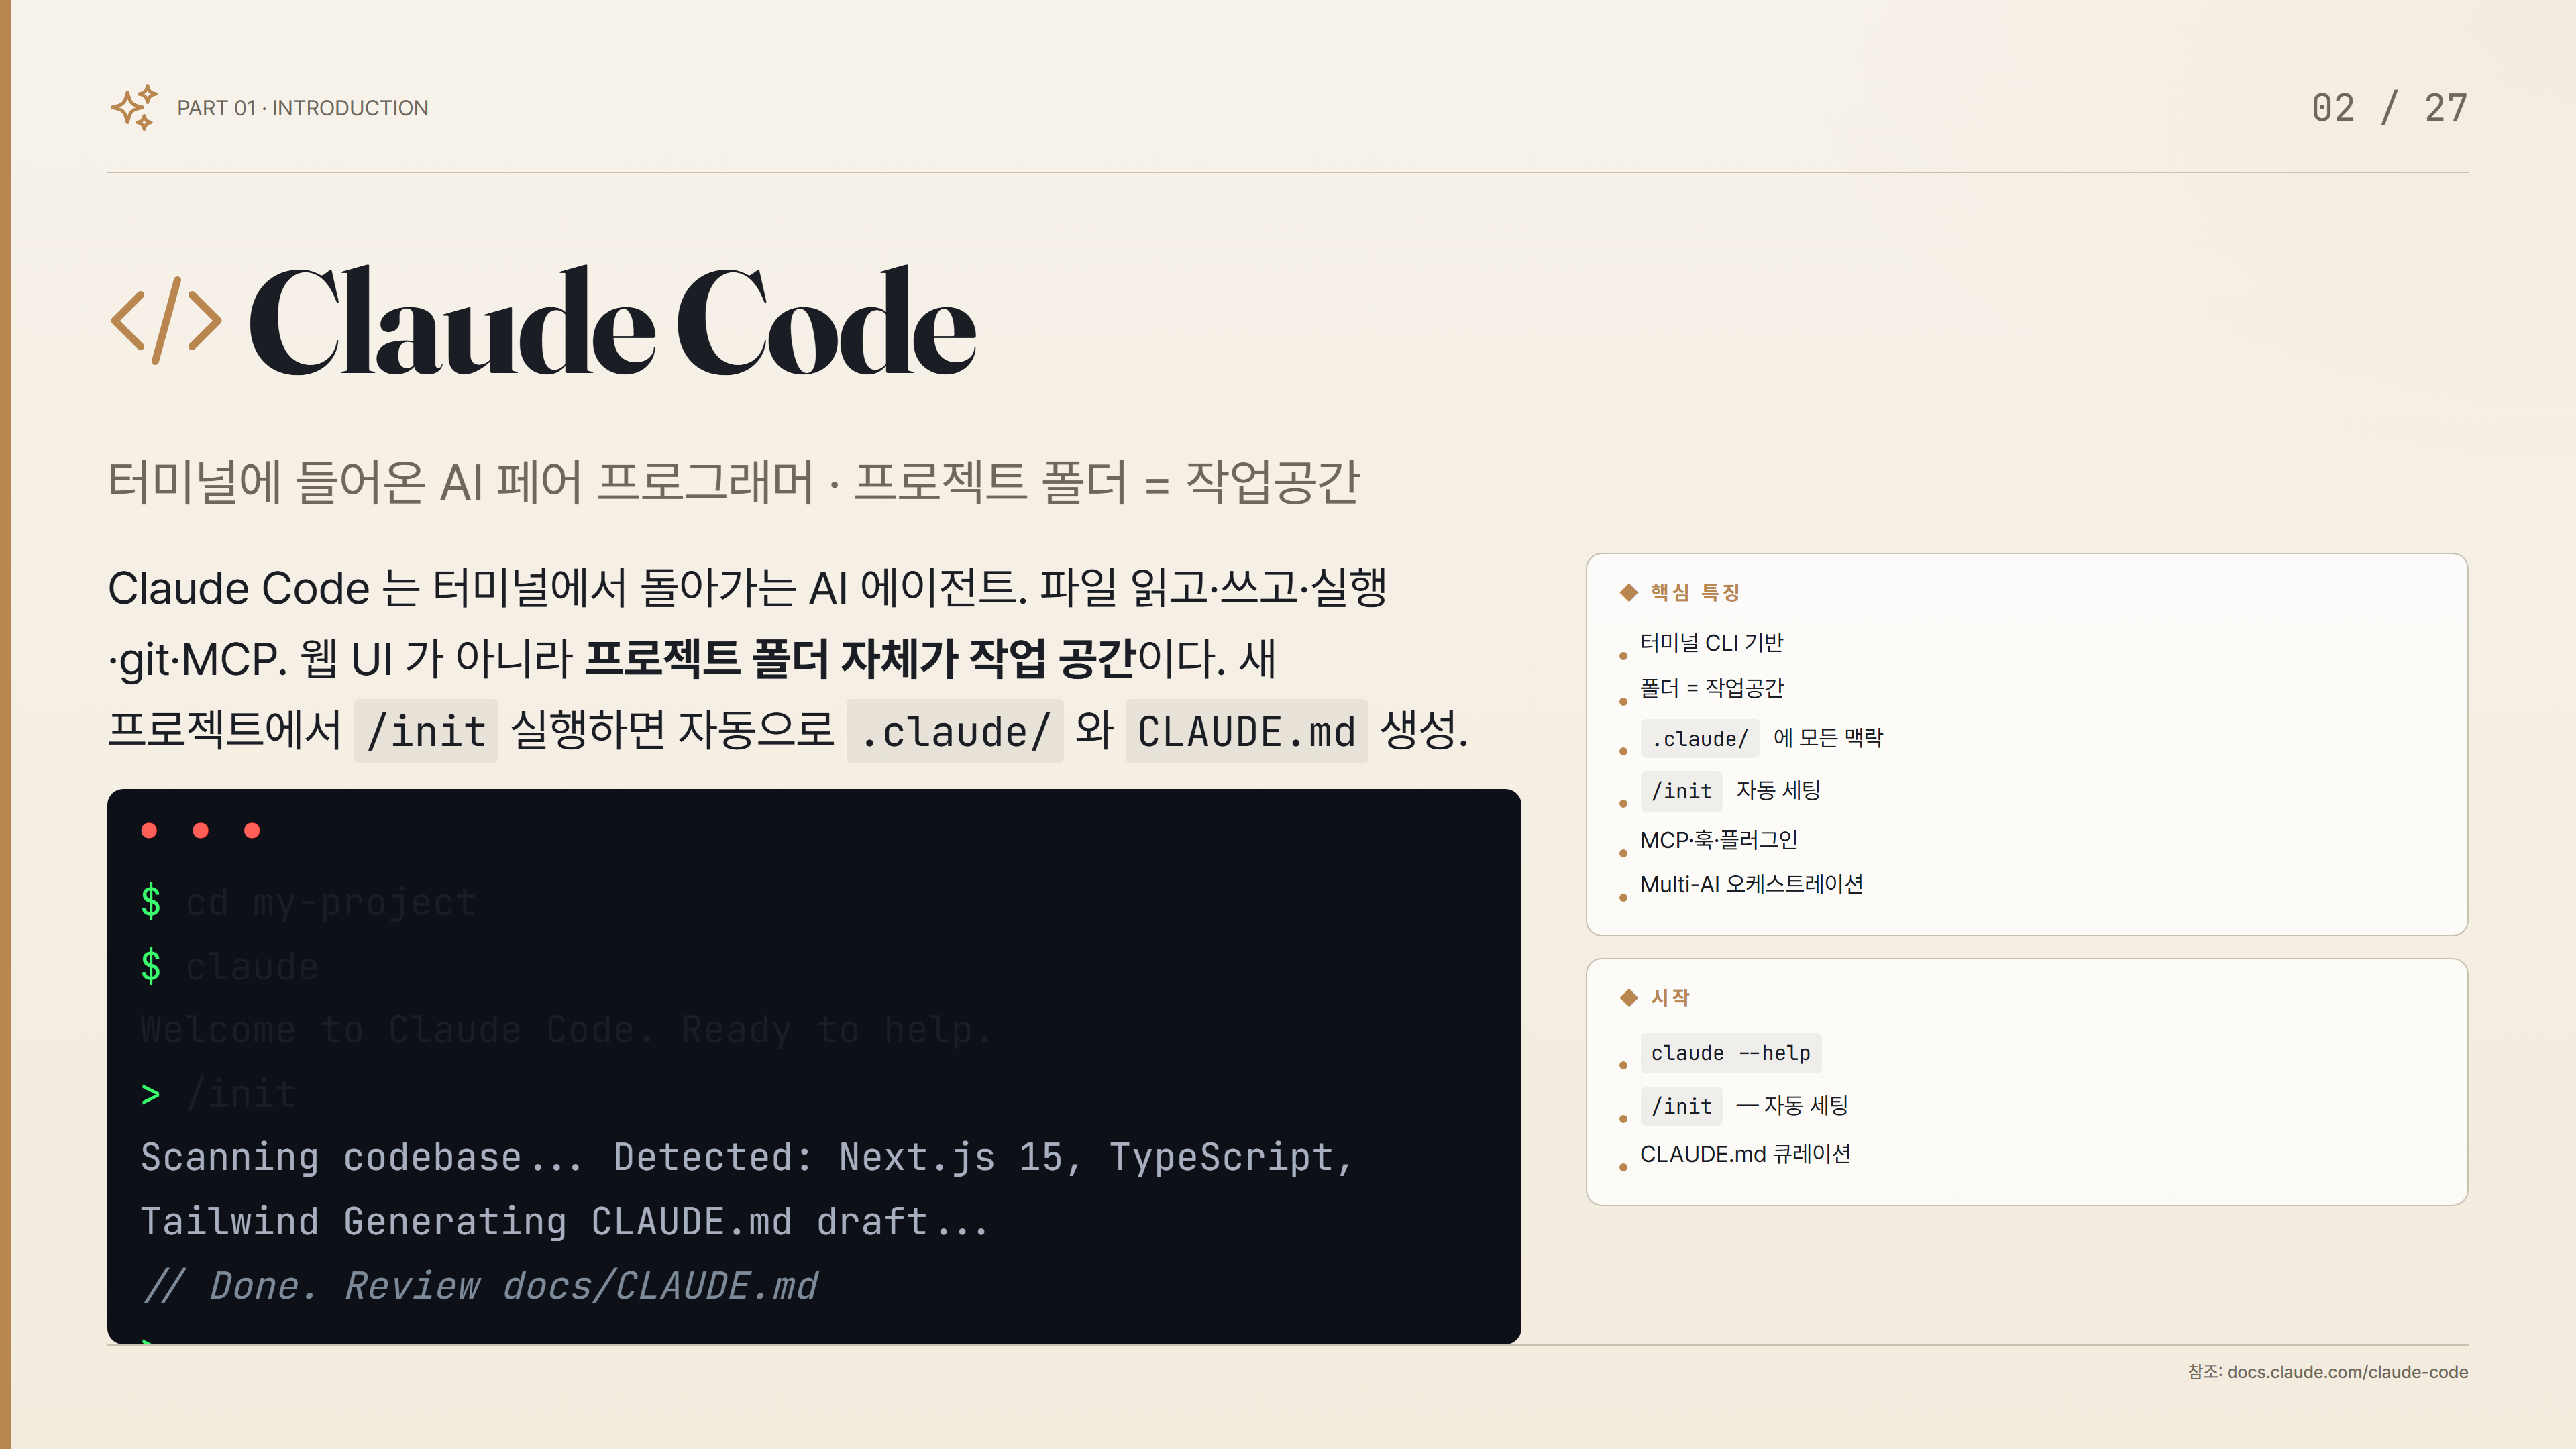 PART 01 · INTRODUCTION
02 / 27
</> Claude Code
터미널에 들어온 AI 페어 프로그래머 · 프로젝트 폴더 = 작업공간
Claude Code 는 터미널에서 돌아가는 AI 에이전트. 파일 읽고·쓰고·실행
·git·MCP. 웹 UI 가 아니라 프로젝트 폴더 자체가 작업 공간이다. 새
프로젝트에서 /init 실행하면 자동으로 .claude/ 와 CLAUDE.md 생성.
$ cd my-project
$ claude
Welcome to Claude Code. Ready to help.
> /init
Scanning codebase... Detected: Next.js 15, TypeScript,
Tailwind Generating CLAUDE.md draft...
// Done. Review docs/CLAUDE.md
◆ 핵심 특징
• 터미널 CLI 기반
• 폴더 = 작업공간
• .claude/ 에 모든 맥락
• /init 자동 세팅
• MCP·훅·플러그인
• Multi-AI 오케스트레이션
◆ 시작
• claude --help
• /init — 자동 세팅
• CLAUDE.md 큐레이션
참조: docs.claude.com/claude-code